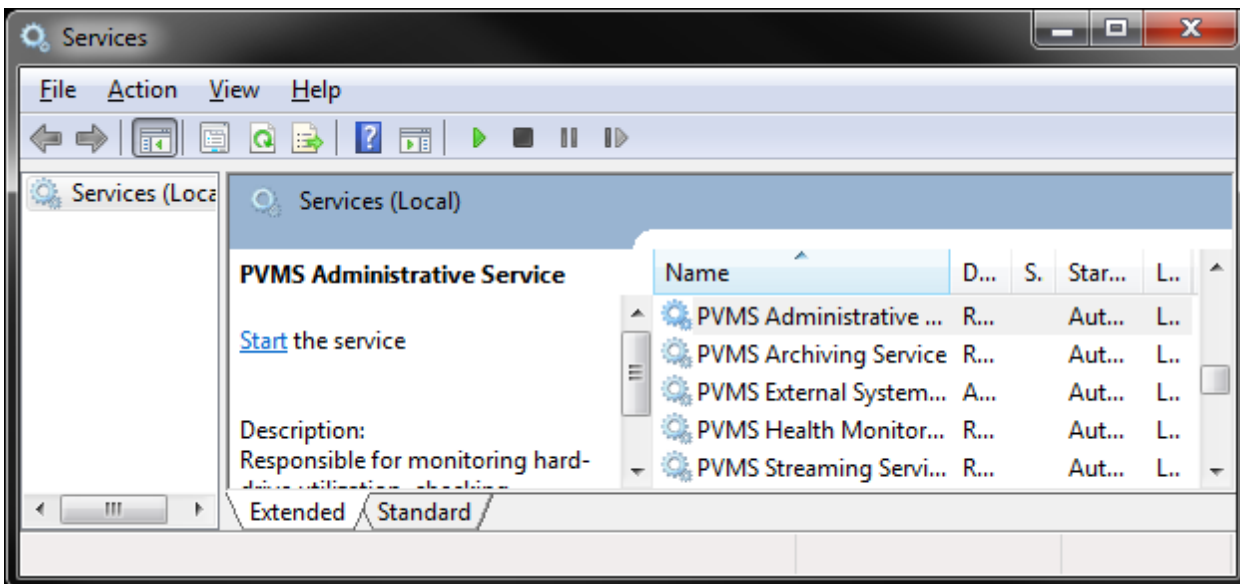 Services
File Action View Help
Services (Loca
Services (Local)
PVMS Administrative Service
Start the service
Description:
Responsible for monitoring hard-
Name D... S. Star... L..
PVMS Administrative ... R... Aut... L..
PVMS Archiving Service R... Aut... L..
PVMS External System... A... Aut... L..
PVMS Health Monitor... R... Aut... L..
PVMS Streaming Servi... R... Aut... L..
Extended Standard